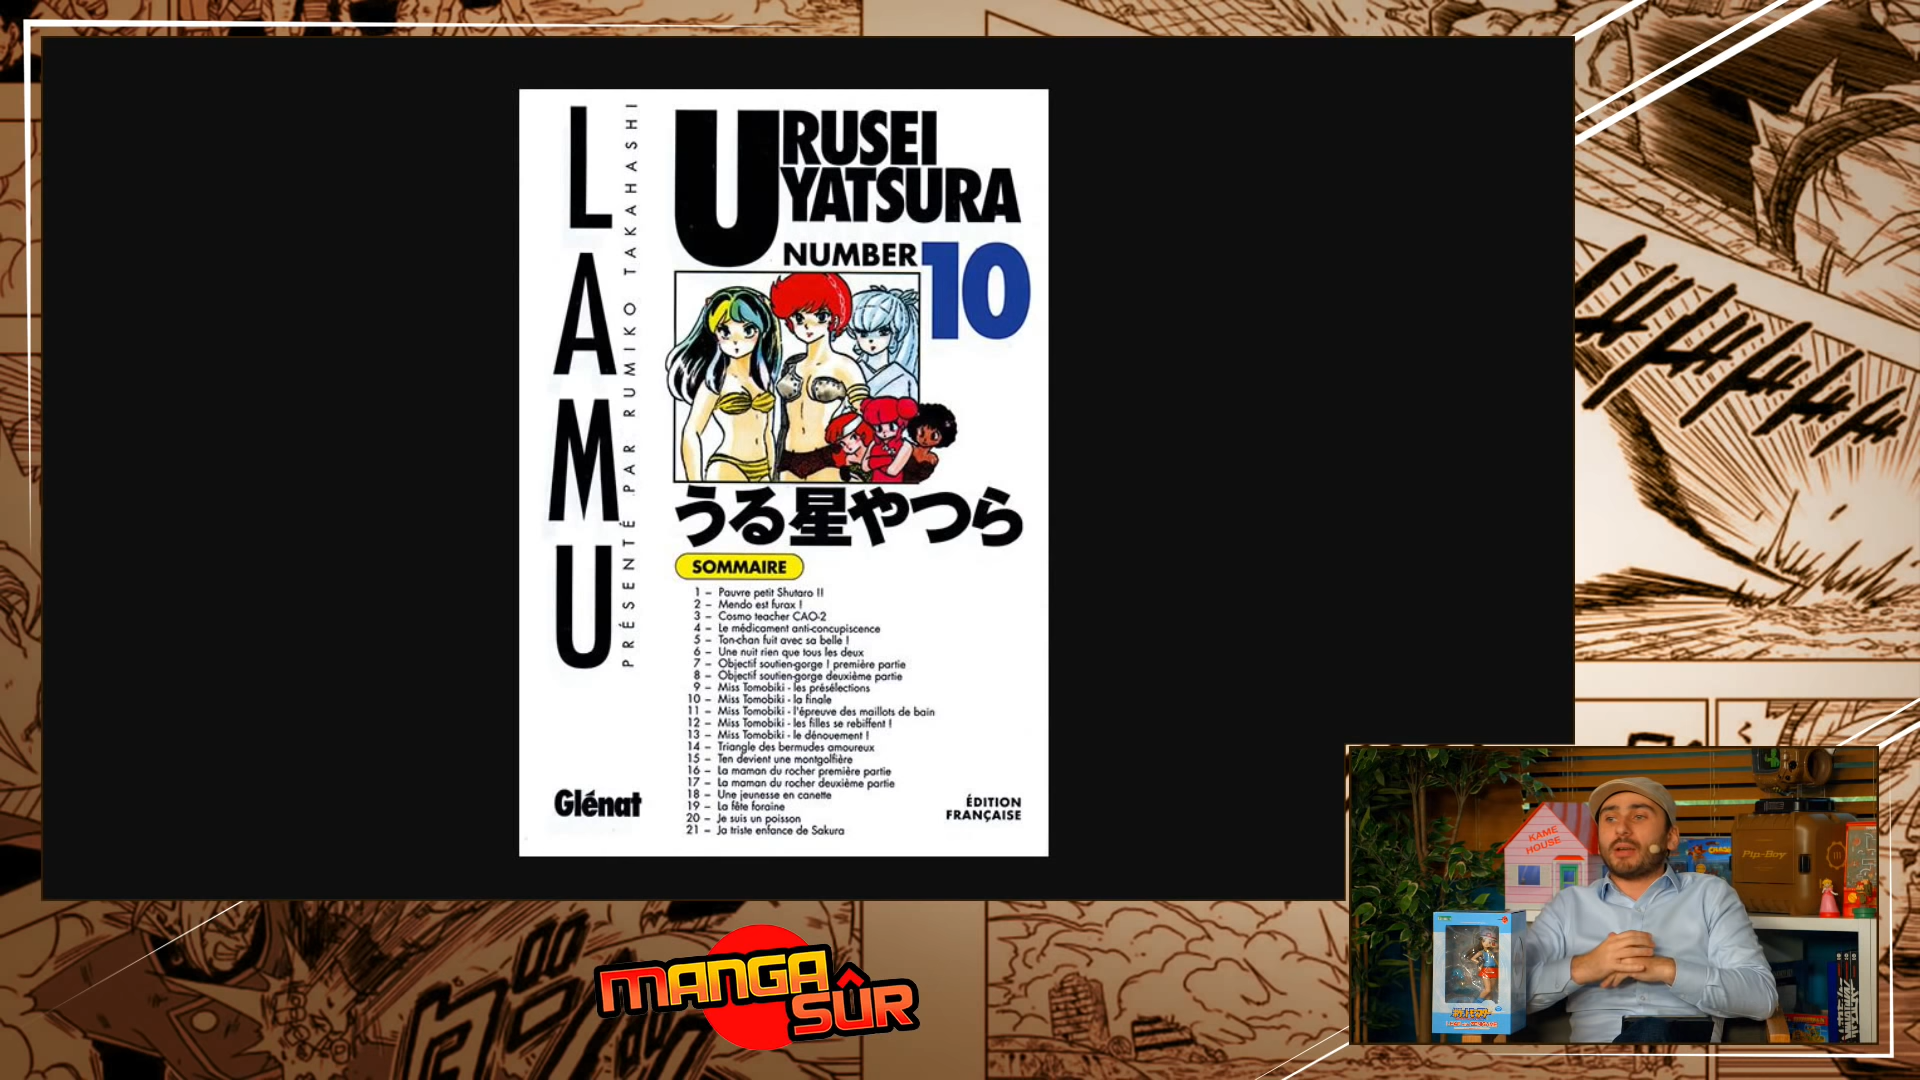 LAMU
PRÉSENTÉ PAR RUMIKO TAKAHASHI
URUSEI
YATSURA
NUMBER 10
うる星やつら
SOMMAIRE
1 – Pauvre petit Shutaro !!
2 – Mendo est furax !
3 – Cosmo teacher CAO-2
4 – Le médicament anti-concupiscence
5 – Ton-chan fuit avec sa belle !
6 – Une nuit rien que tous les deux
7 – Objectif soutien-gorge ! première partie
8 – Objectif soutien-gorge deuxième partie
9 – Miss Tomobiki - les présélections
10 – Miss Tomobiki - la finale
11 – Miss Tomobiki - l'épreuve des maillots de bain
12 – Miss Tomobiki - les filles se rebiffent !
13 – Miss Tomobiki - le dénouement !
14 – Triangle des bermudes amoureux
15 – Ten devient une montgolfière
16 – La maman du rocher première partie
17 – La maman du rocher deuxième partie
18 – Une jeunesse en canette
19 – La fête foraine
20 – Je suis un poisson
21 – La triste enfance de Sakura
Glénat
ÉDITION
FRANÇAISE
KAME
HOUSE
Pip-Boy
MANGA
SÛR